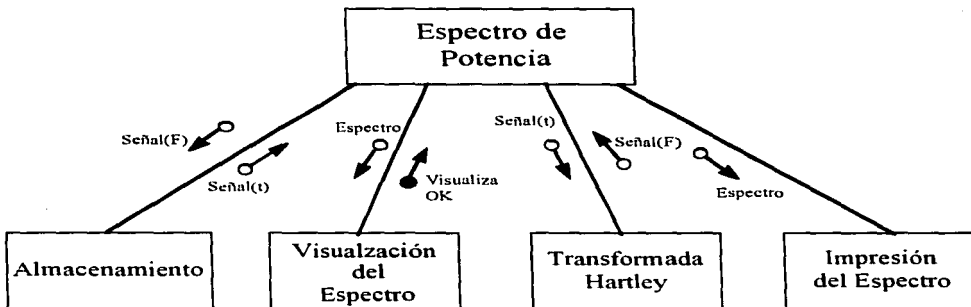 Espectro de
Potencia
Señal(F)
Señal(t)
Espectro
Visualiza
OK
Señal(t)
Señal(F)
Espectro
Almacenamiento
Visualzación
del
Espectro
Transformada
Hartley
Impresión
del Espectro